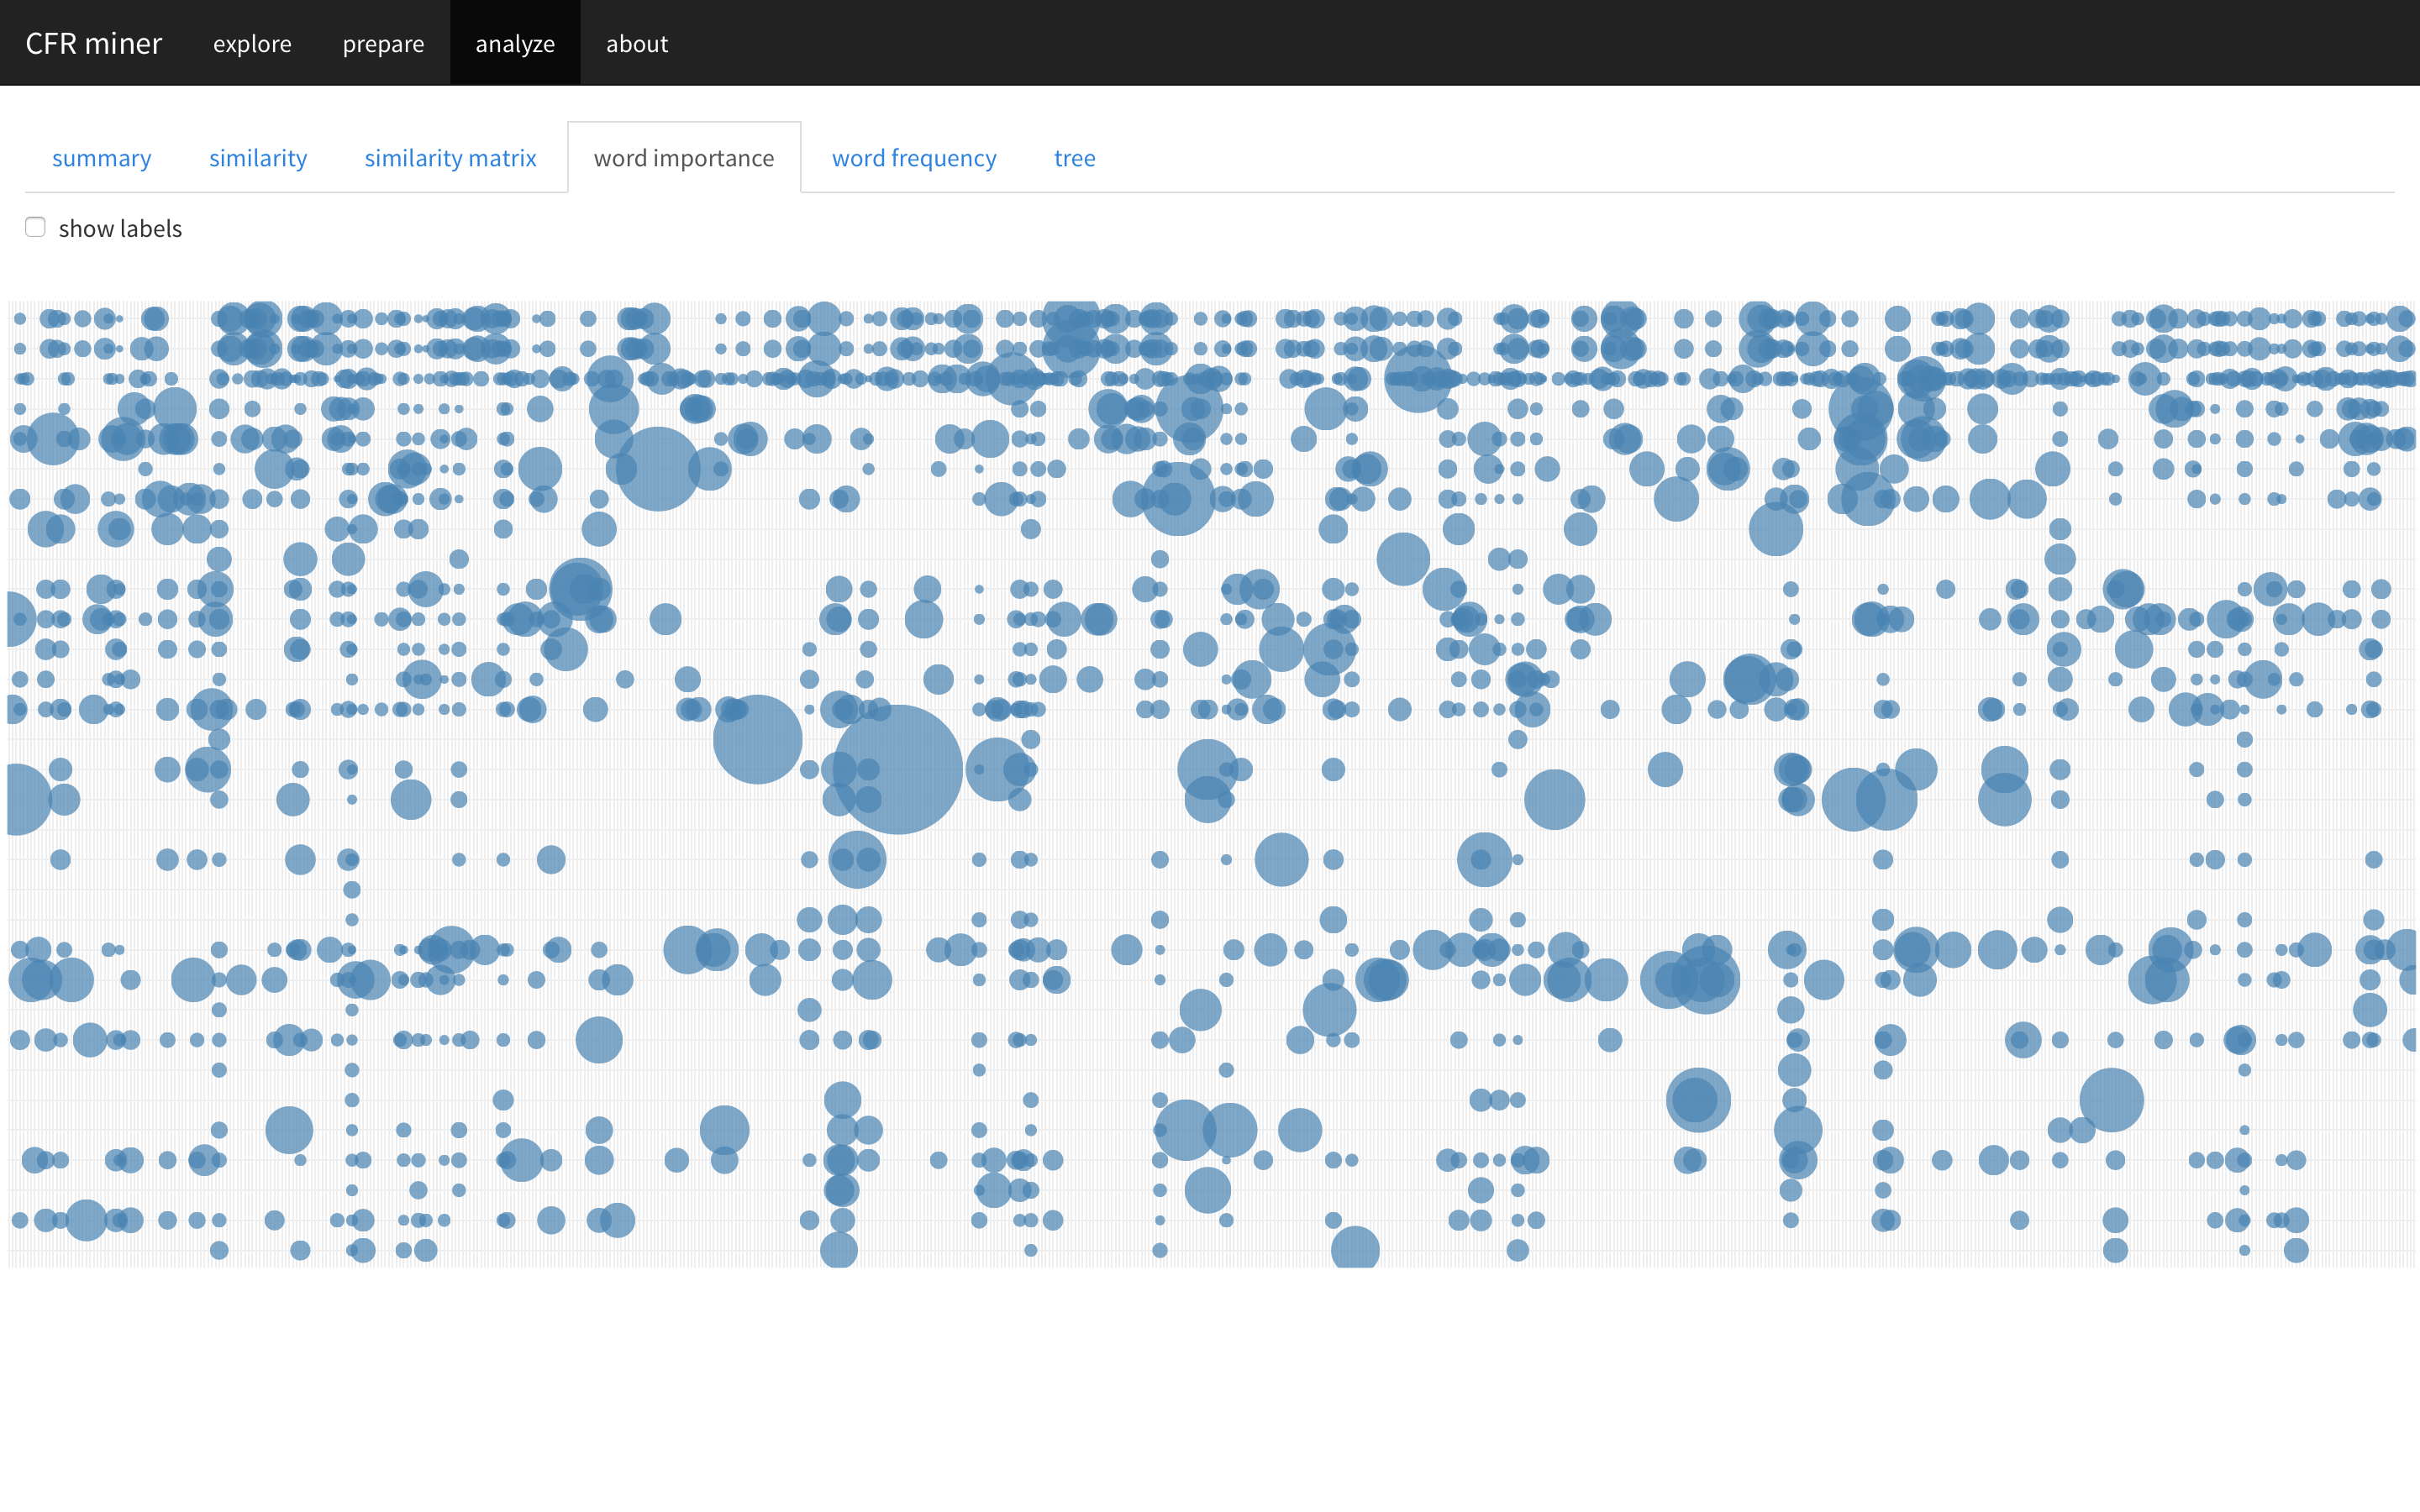 CFR miner explore prepare analyze about
summary similarity similarity matrix word importance word frequency tree
show labels